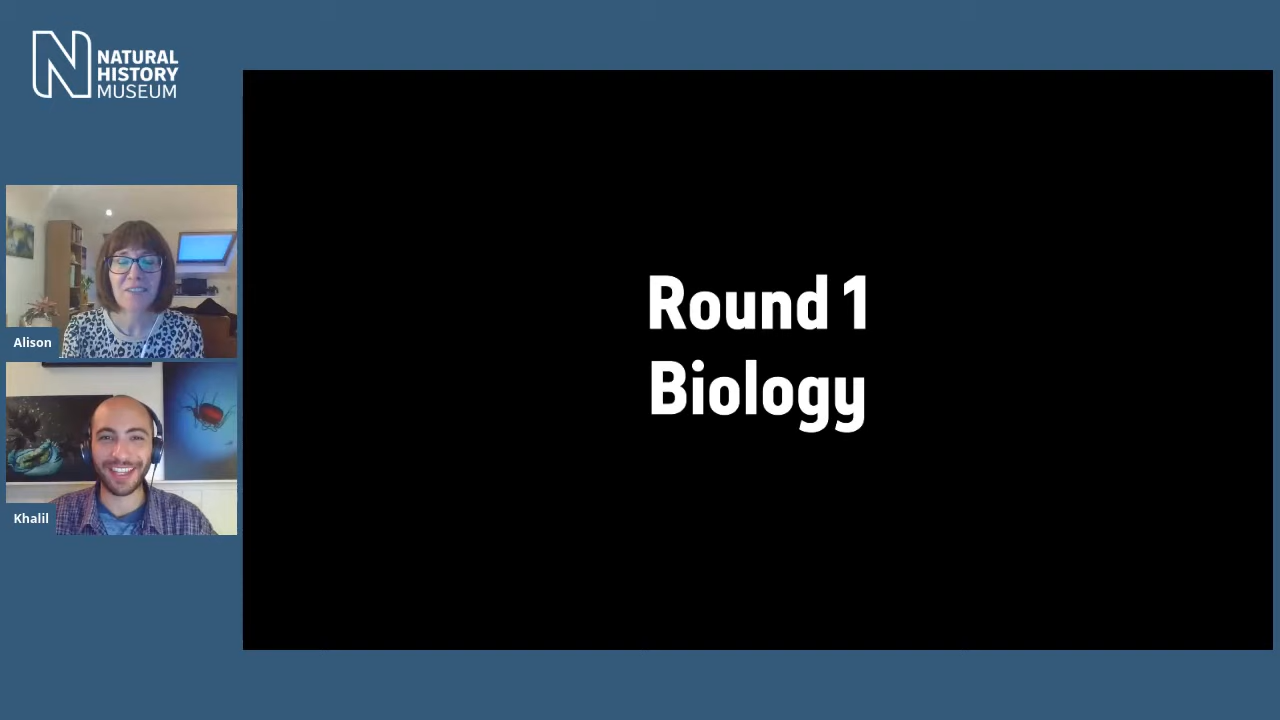 NATURAL
HISTORY
MUSEUM
Alison
Khalil
Round 1
Biology